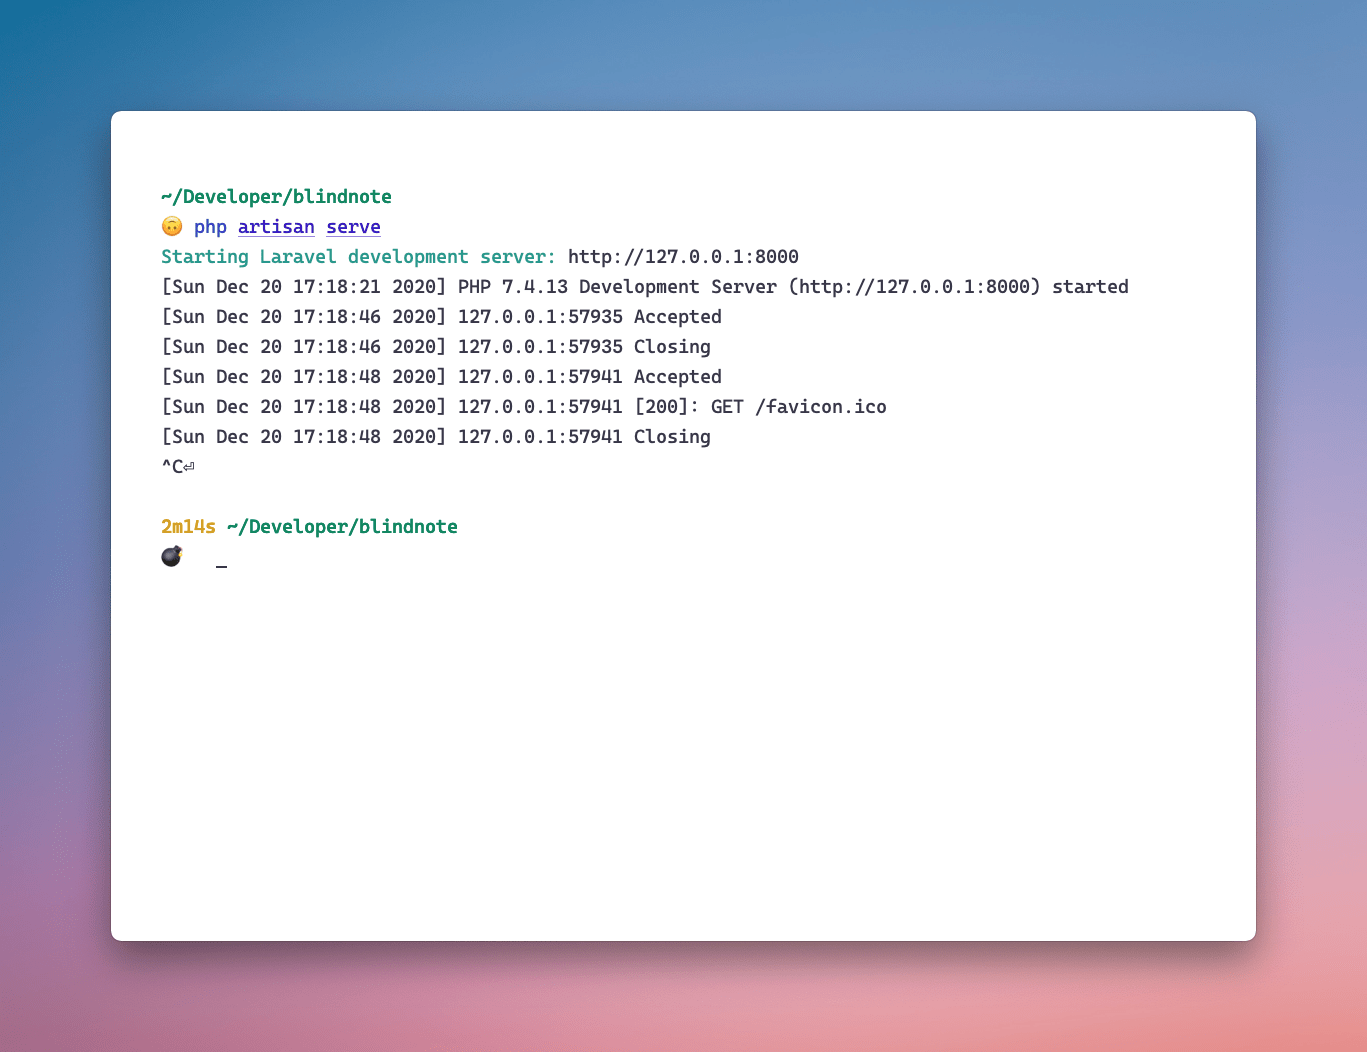 ~/Developer/blindnote
🙃 php artisan serve
Starting Laravel development server: http://127.0.0.1:8000
[Sun Dec 20 17:18:21 2020] PHP 7.4.13 Development Server (http://127.0.0.1:8000) started
[Sun Dec 20 17:18:46 2020] 127.0.0.1:57935 Accepted
[Sun Dec 20 17:18:46 2020] 127.0.0.1:57935 Closing
[Sun Dec 20 17:18:48 2020] 127.0.0.1:57941 Accepted
[Sun Dec 20 17:18:48 2020] 127.0.0.1:57941 [200]: GET /favicon.ico
[Sun Dec 20 17:18:48 2020] 127.0.0.1:57941 Closing
^C⏎
2m14s ~/Developer/blindnote
💣 _